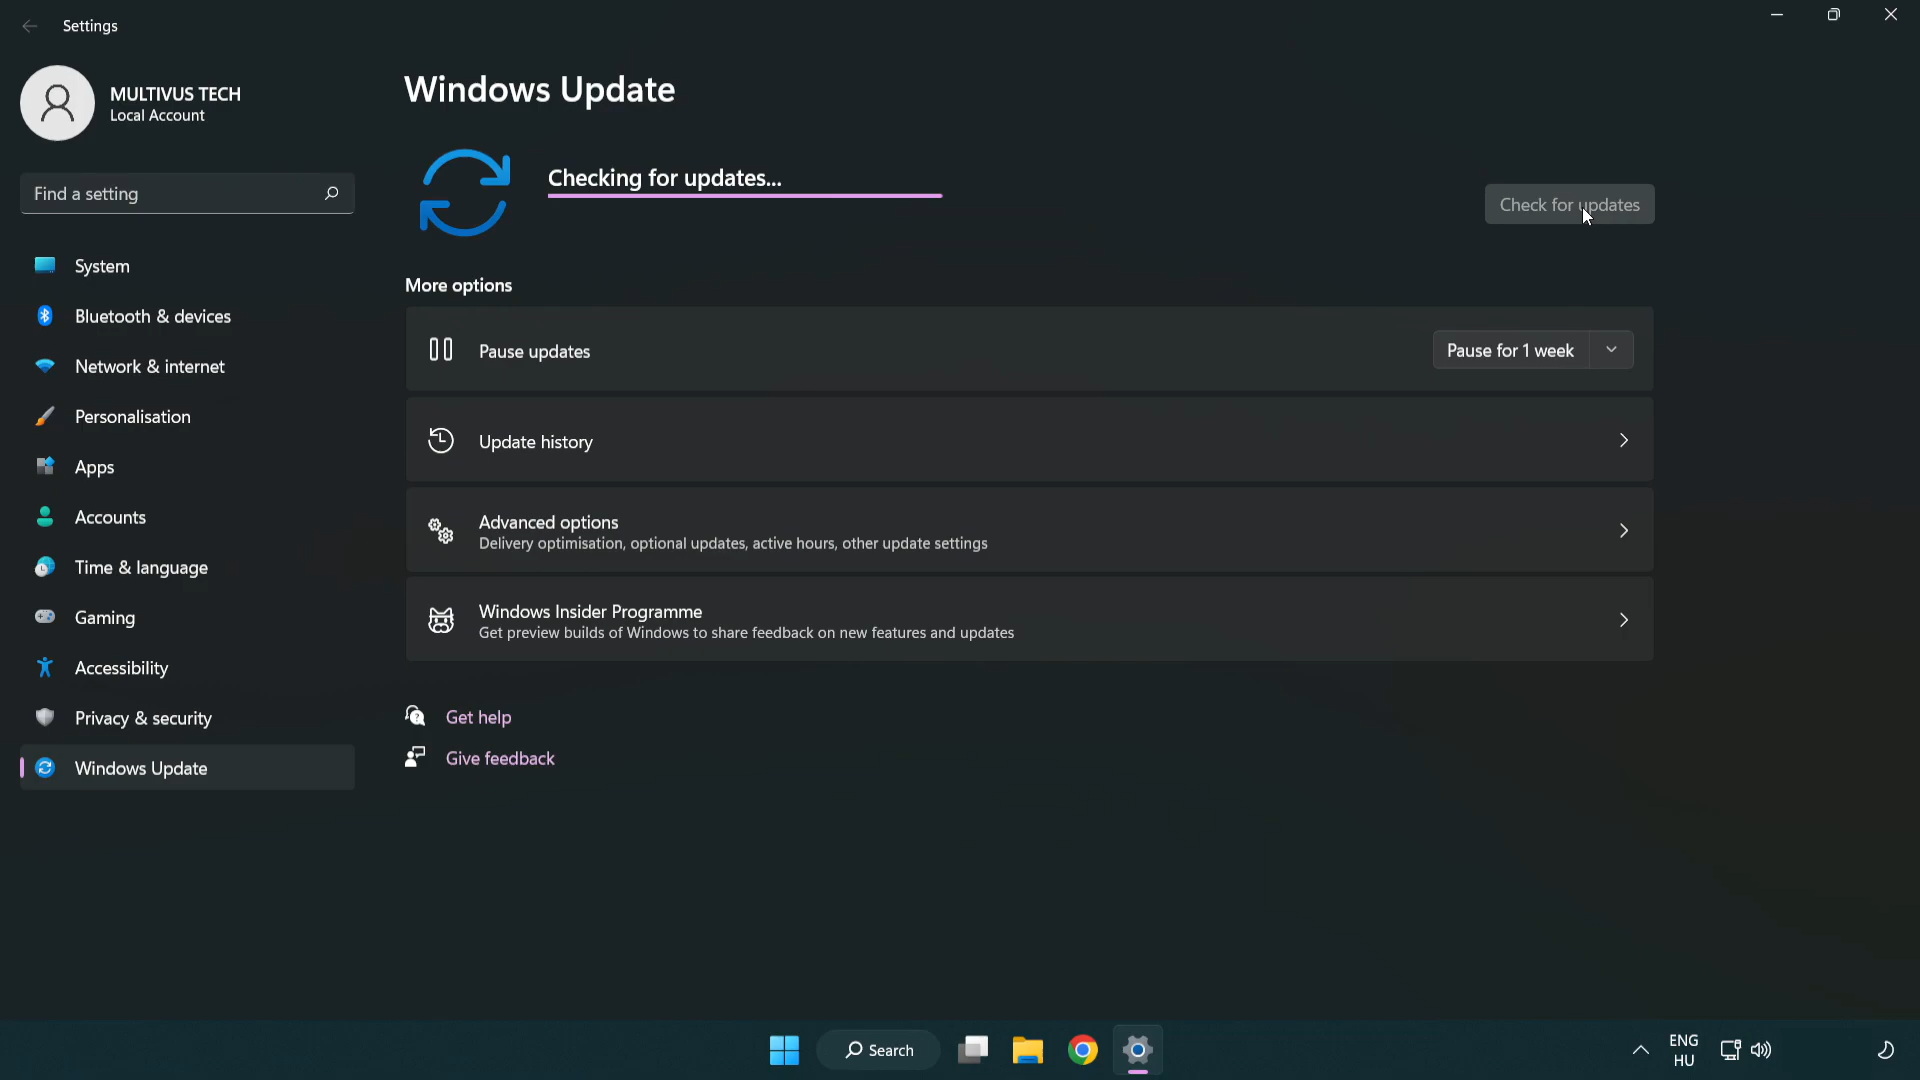 Settings
MULTIVUS TECH
Local Account
Find a setting
System
Bluetooth & devices
Network & internet
Personalisation
Apps
Accounts
Time & language
Gaming
Accessibility
Privacy & security
Windows Update
Windows Update
Checking for updates...
Check for updates
More options
Pause updates
Pause for 1 week
Update history
Advanced options
Delivery optimisation, optional updates, active hours, other update settings
Windows Insider Programme
Get preview builds of Windows to share feedback on new features and updates
Get help
Give feedback
Search
ENG
HU